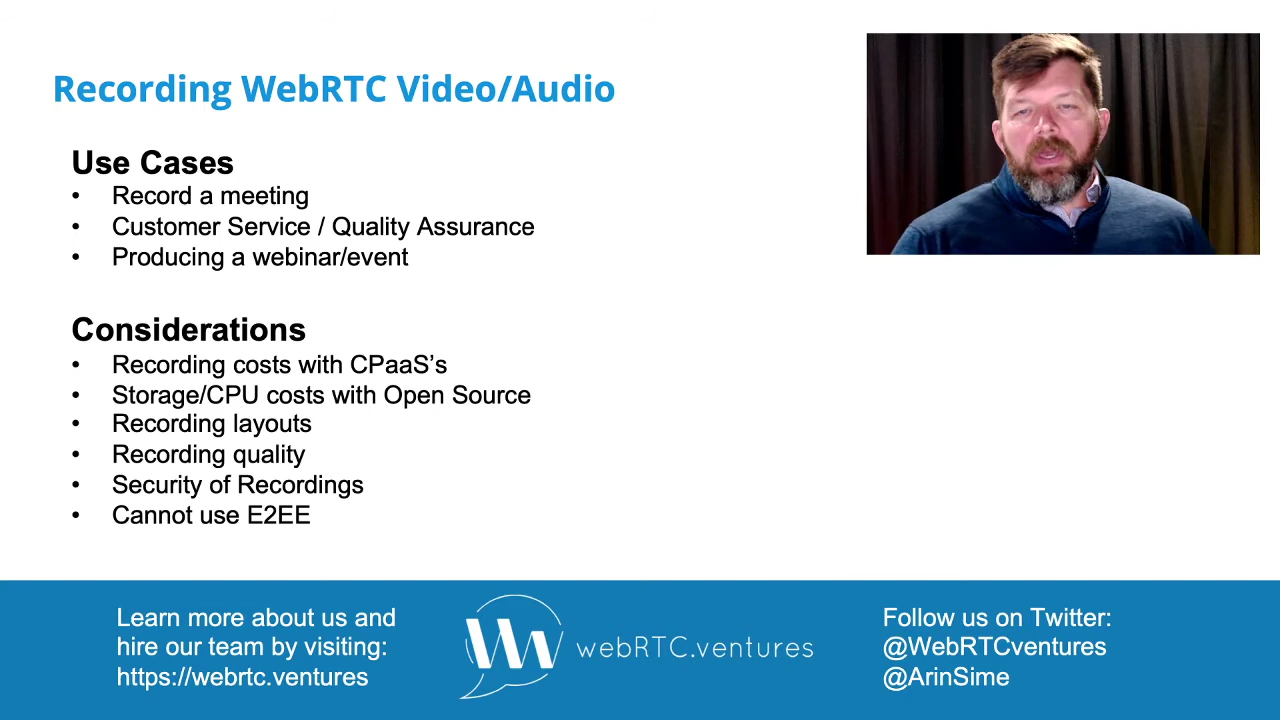 Recording WebRTC Video/Audio
Use Cases
• Record a meeting
• Customer Service / Quality Assurance
• Producing a webinar/event
Considerations
• Recording costs with CPaaS’s
• Storage/CPU costs with Open Source
• Recording layouts
• Recording quality
• Security of Recordings
• Cannot use E2EE
Learn more about us and
hire our team by visiting:
https://webrtc.ventures
webRTC.ventures
Follow us on Twitter:
@WebRTCventures
@ArinSime